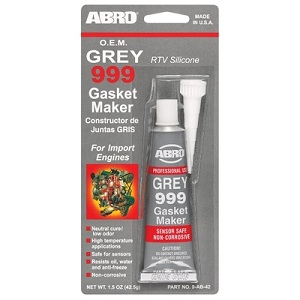 ABRO
MADE
IN U.S.A.
O.E.M.
GREY
RTV Silicone
999
Gasket
Maker
Constructor de
Juntas GRIS
For Import
Engines
• Neutral cure/
low odor
• High temperature
applications
• Safe for sensors
• Resists oil, water
and anti-freeze
• Non-corrosive
NET WT. 1.5 OZ (42.5g)
ABRO
PROFESSIONAL USE
GREY
999
Gasket
Maker
SENSOR SAFE
NON-CORROSIVE
CAUTION:
PART NO. 9-AB-42